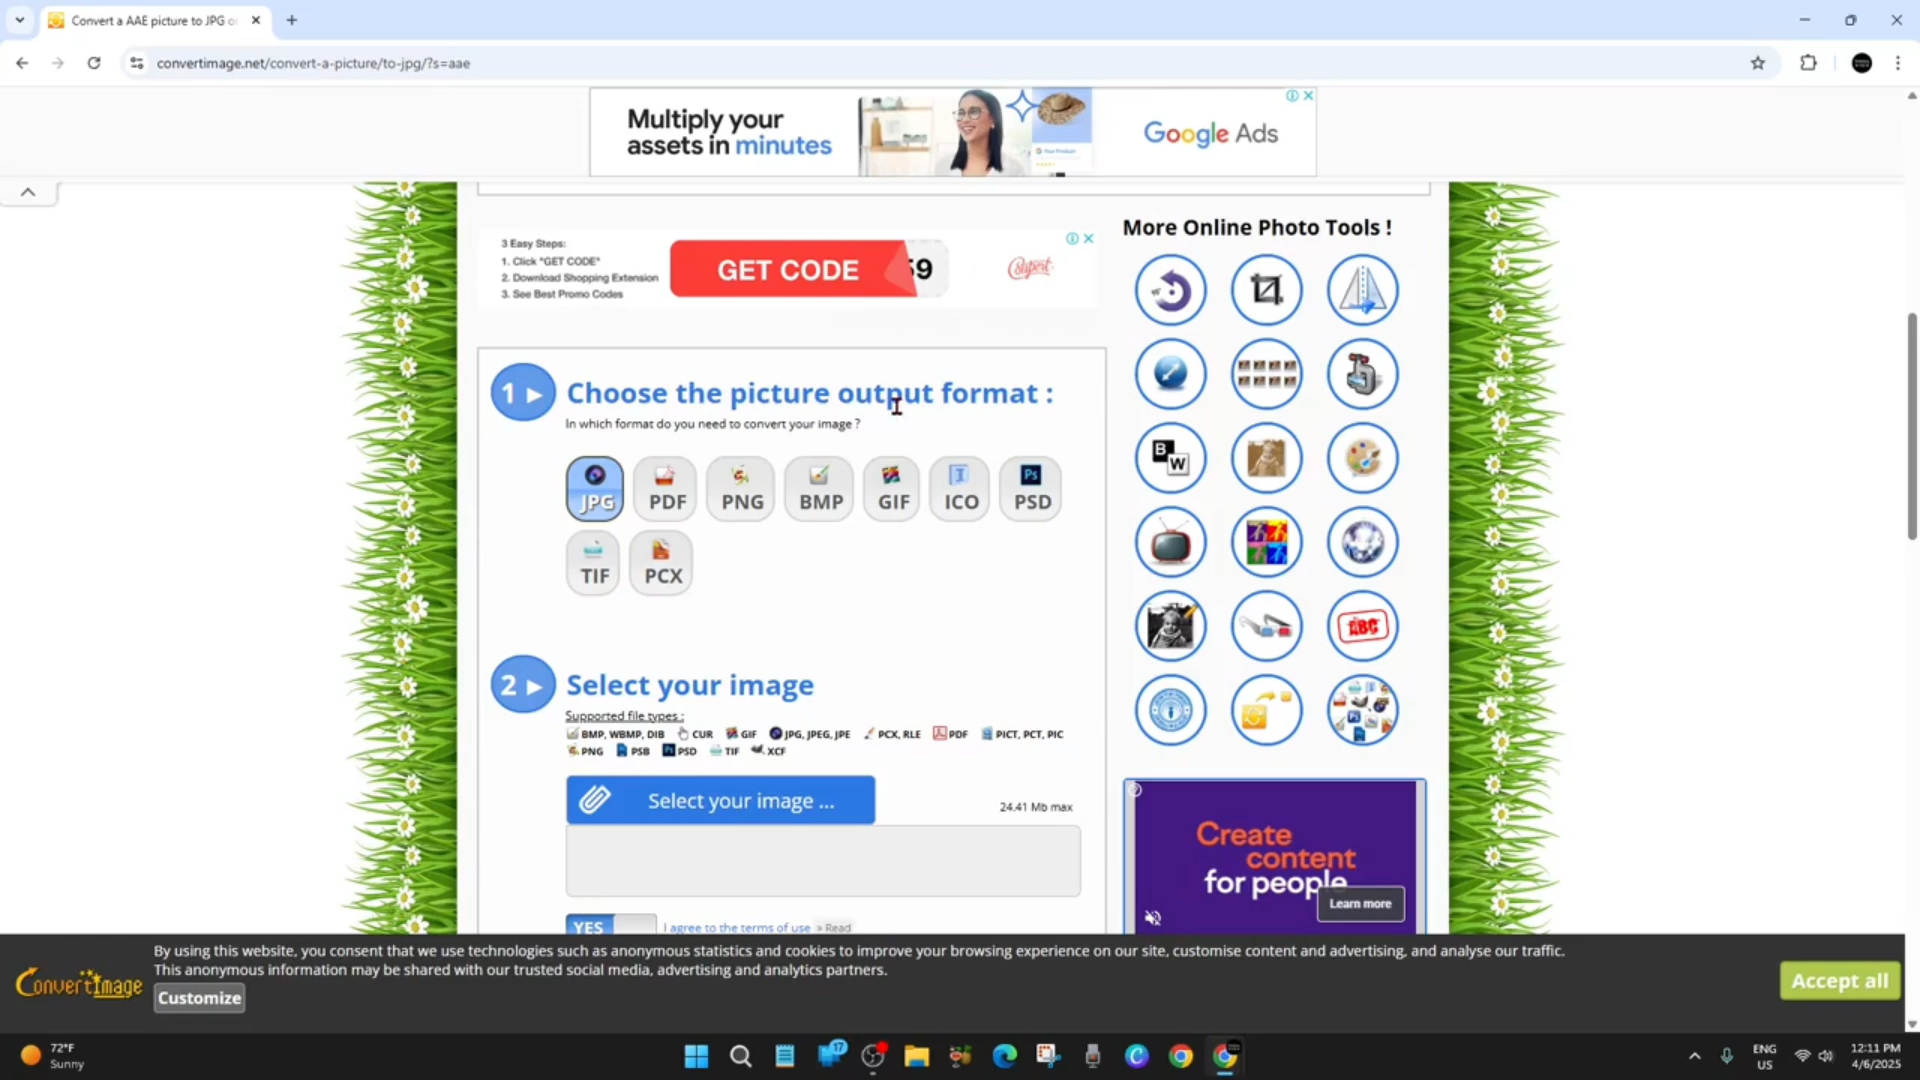 Convert a AAE picture to JPG o
convertimage.net/convert-a-picture/to-jpg/?s=aae
Multiply your
assets in minutes
Google Ads
3 Easy Steps:
1. Click "GET CODE"
2. Download Shopping Extension
3. See Best Promo Codes
GET CODE
59
Coupert
More Online Photo Tools !
1
Choose the picture output format :
In which format do you need to convert your image ?
JPG
PDF
PNG
BMP
GIF
ICO
PSD
TIF
PCX
B
W
ABC
2
Select your image
Supported file types :
BMP, WBMP, DIB CUR GIF JPG, JPEG, JPE PCX, RLE PDF PICT, PCT, PIC
PNG PSB PSD TIF XCF
Select your image ...
24.41 Mb max
YES
I agree to the terms of use » Read
Create
content
for people
Learn more
By using this website, you consent that we use technologies such as anonymous statistics and cookies to improve your browsing experience on our site, customise content and advertising, and analyse our traffic.
This anonymous information may be shared with our trusted social media, advertising and analytics partners.
ConvertImage
Customize
Accept all
72°F
Sunny
17
ENG
US
12:11 PM
4/6/2025